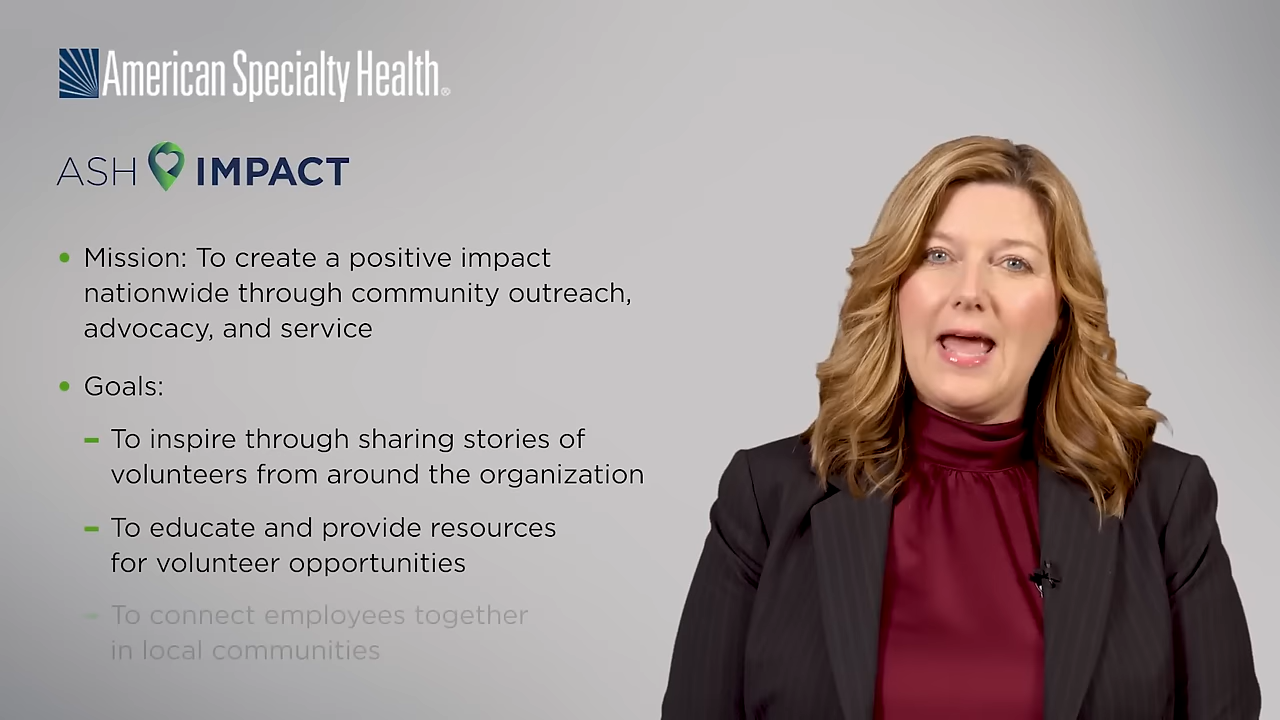 American Specialty Health®
ASH IMPACT
• Mission: To create a positive impact
nationwide through community outreach,
advocacy, and service
• Goals:
– To inspire through sharing stories of
volunteers from around the organization
– To educate and provide resources
for volunteer opportunities
– To connect employees together
in local communities